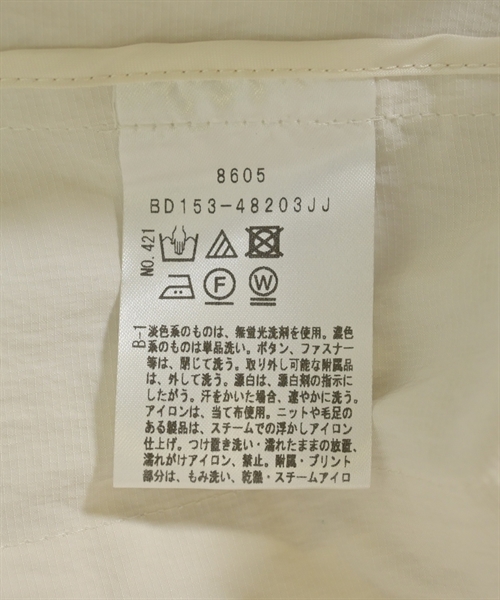 8605
BD153-48203JJ
NO.421
F
W
B-1
淡色系のものは、無蛍光洗剤を使用。濃色
系のものは単品洗い。ボタン、ファスナー
等は、閉じて洗う。取り外し可能な附属品
は、外して洗う。漂白は、漂白剤の指示に
したがう。汗をかいた場合、速やかに洗う。
アイロンは、当て布使用。ニットや毛足の
ある製品は、スチームでの浮かしアイロン
仕上げ。つけ置き洗い・濡れたままの放置、
濡れがけアイロン、禁止。附属・プリント
部分は、もみ洗い、乾熱・スチームアイロ